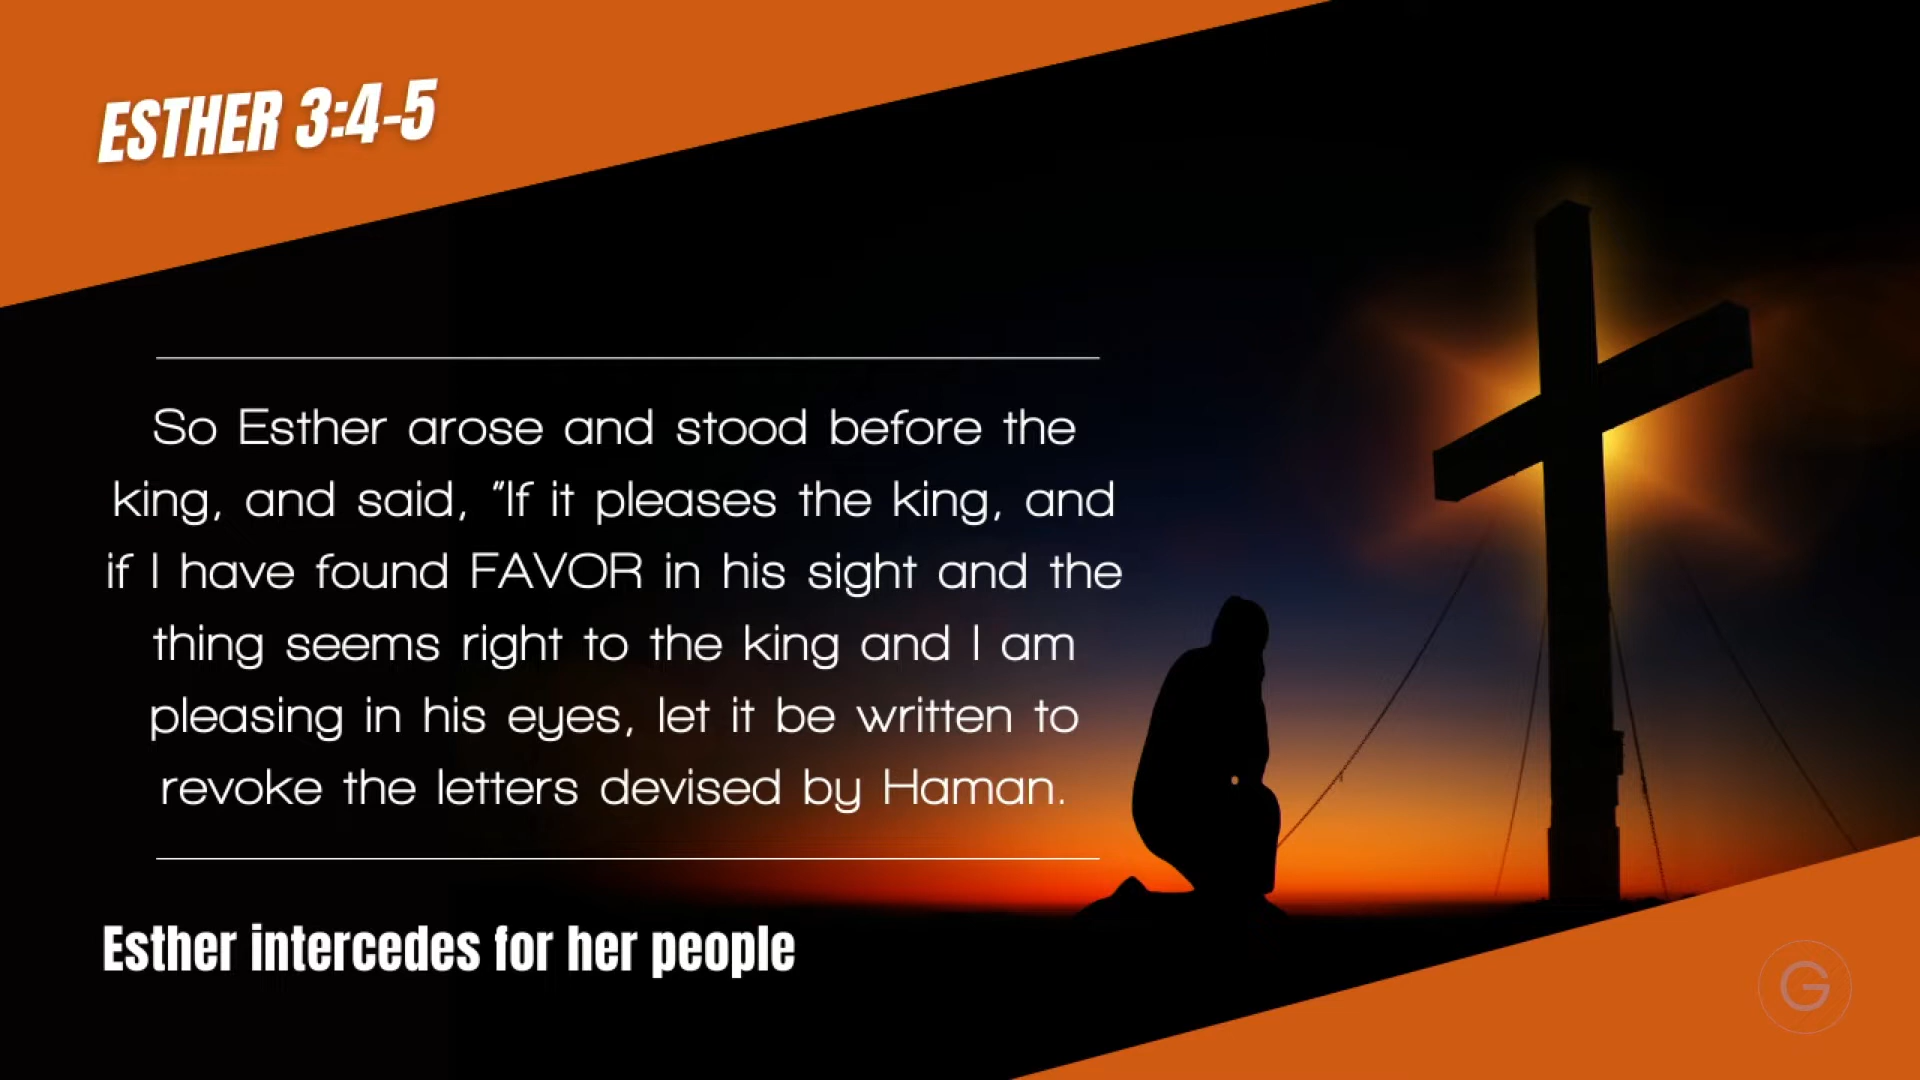 ESTHER 3:4-5
So Esther arose and stood before the
king, and said, "If it pleases the king, and
if I have found FAVOR in his sight and the
thing seems right to the king and I am
pleasing in his eyes, let it be written to
revoke the letters devised by Haman.
Esther intercedes for her people
G